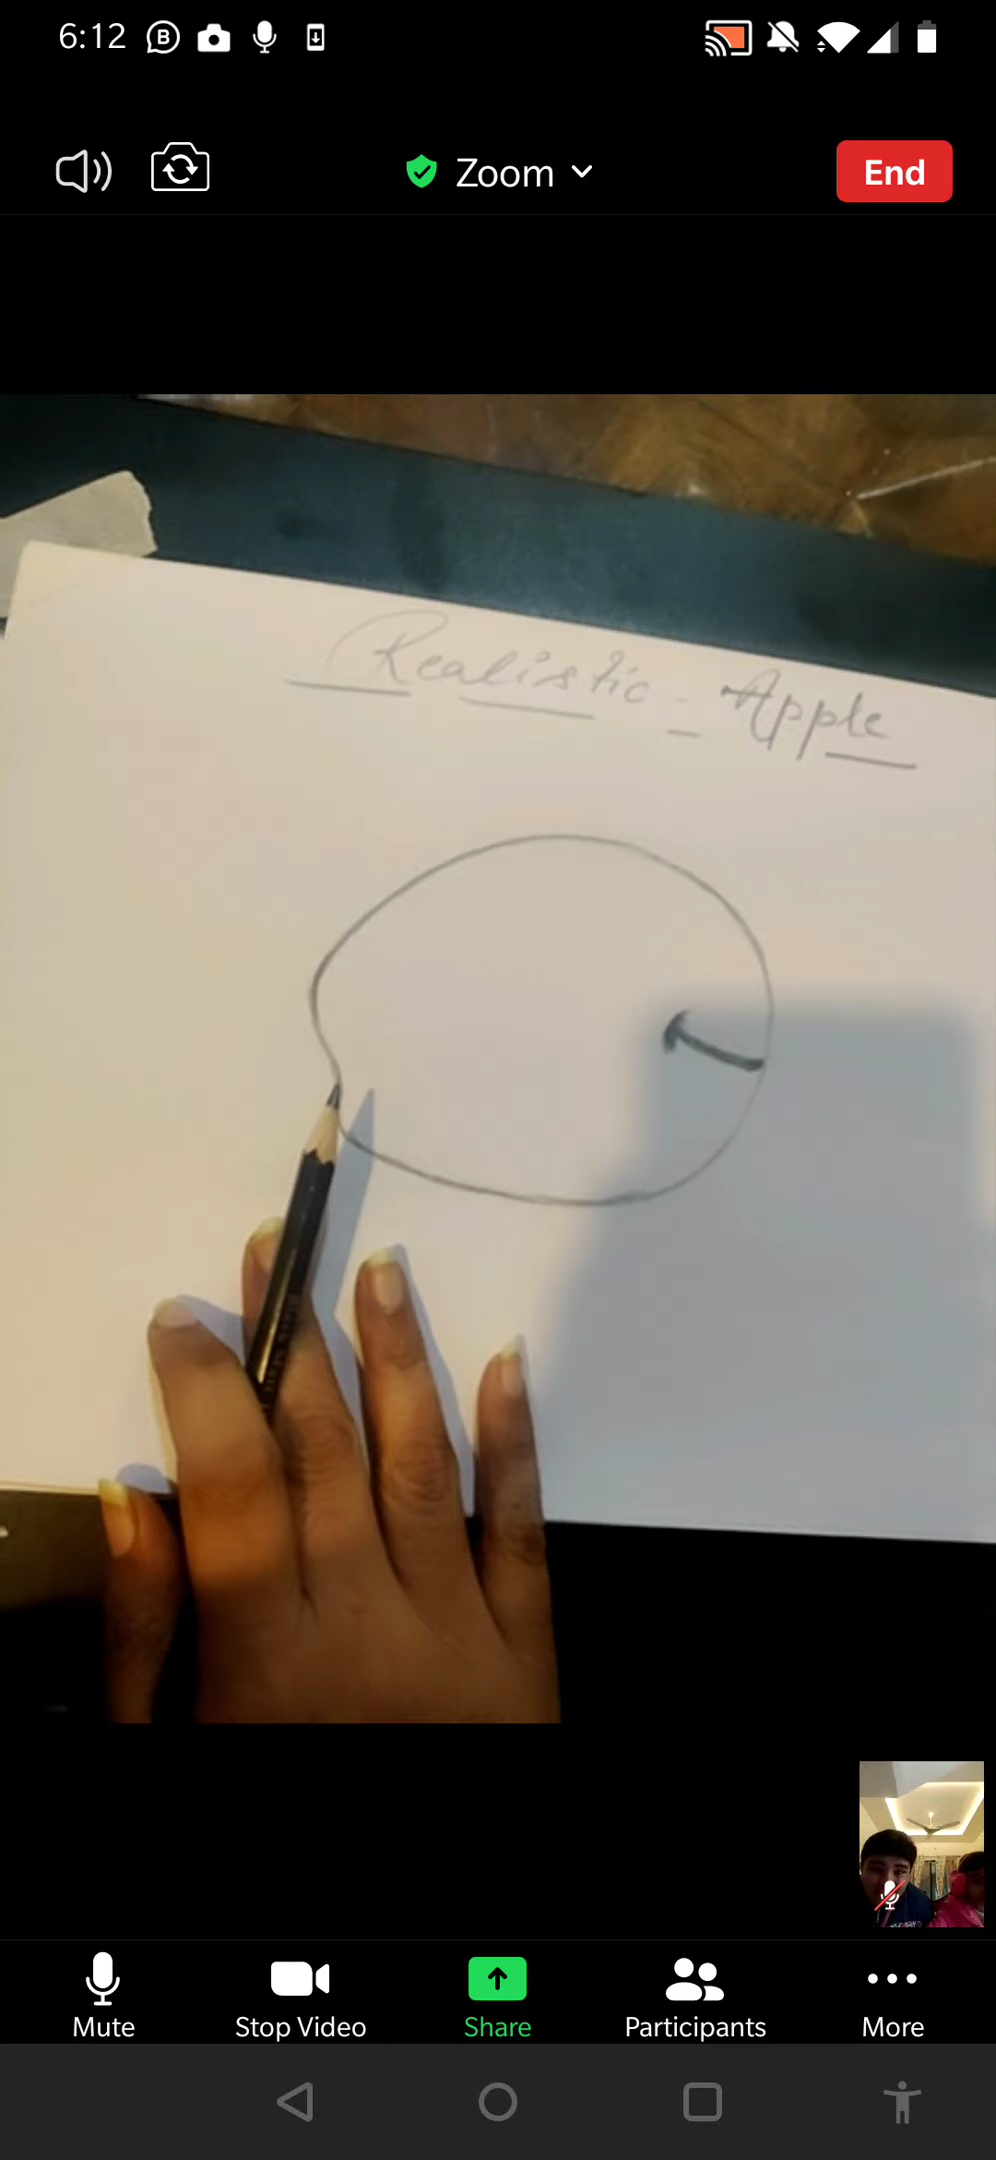 6:12
Zoom
End
Realistic - Apple
Mute
Stop Video
Share
Participants
More